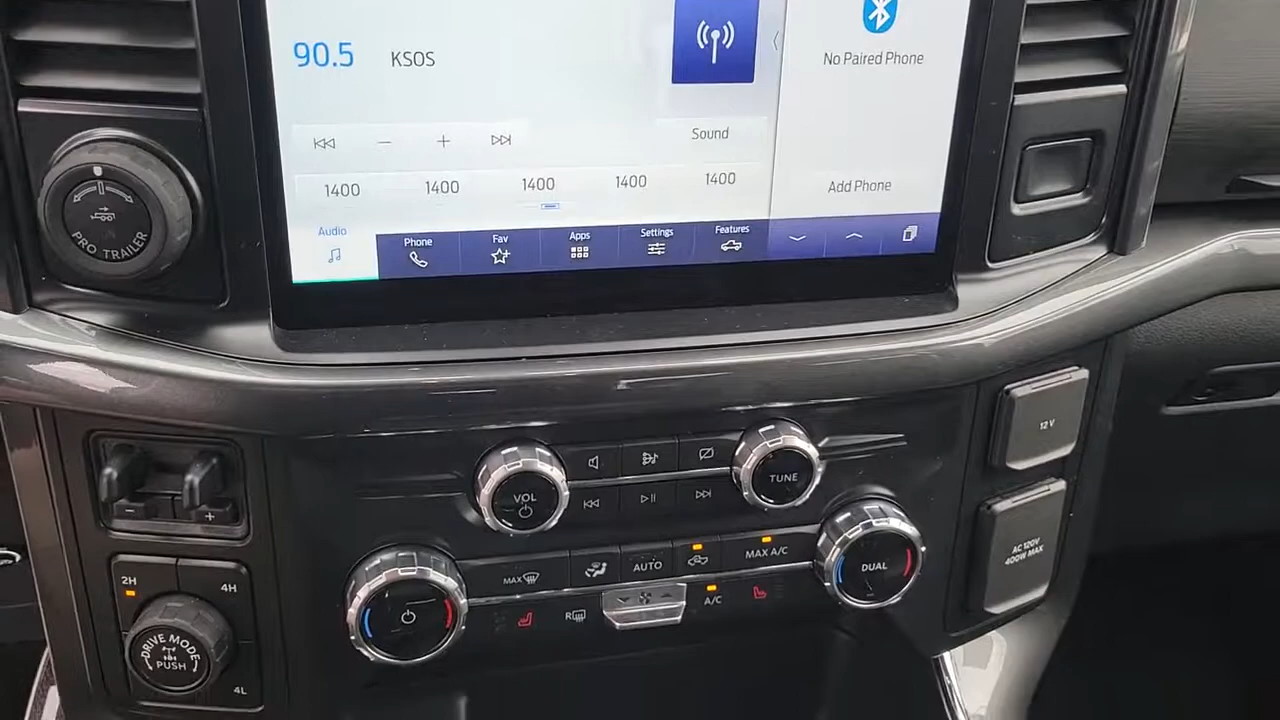 90.5 KSOS
No Paired Phone
Sound
1400 1400 1400 1400 1400
Add Phone
Audio Phone Fav Apps Settings Features
PRO TRAILER
12V
VOL
TUNE
- +
AC 120V
400W MAX
MAX AUTO MAX A/C
DUAL
2H 4H
R A/C
DRIVE MODE
PUSH
4L